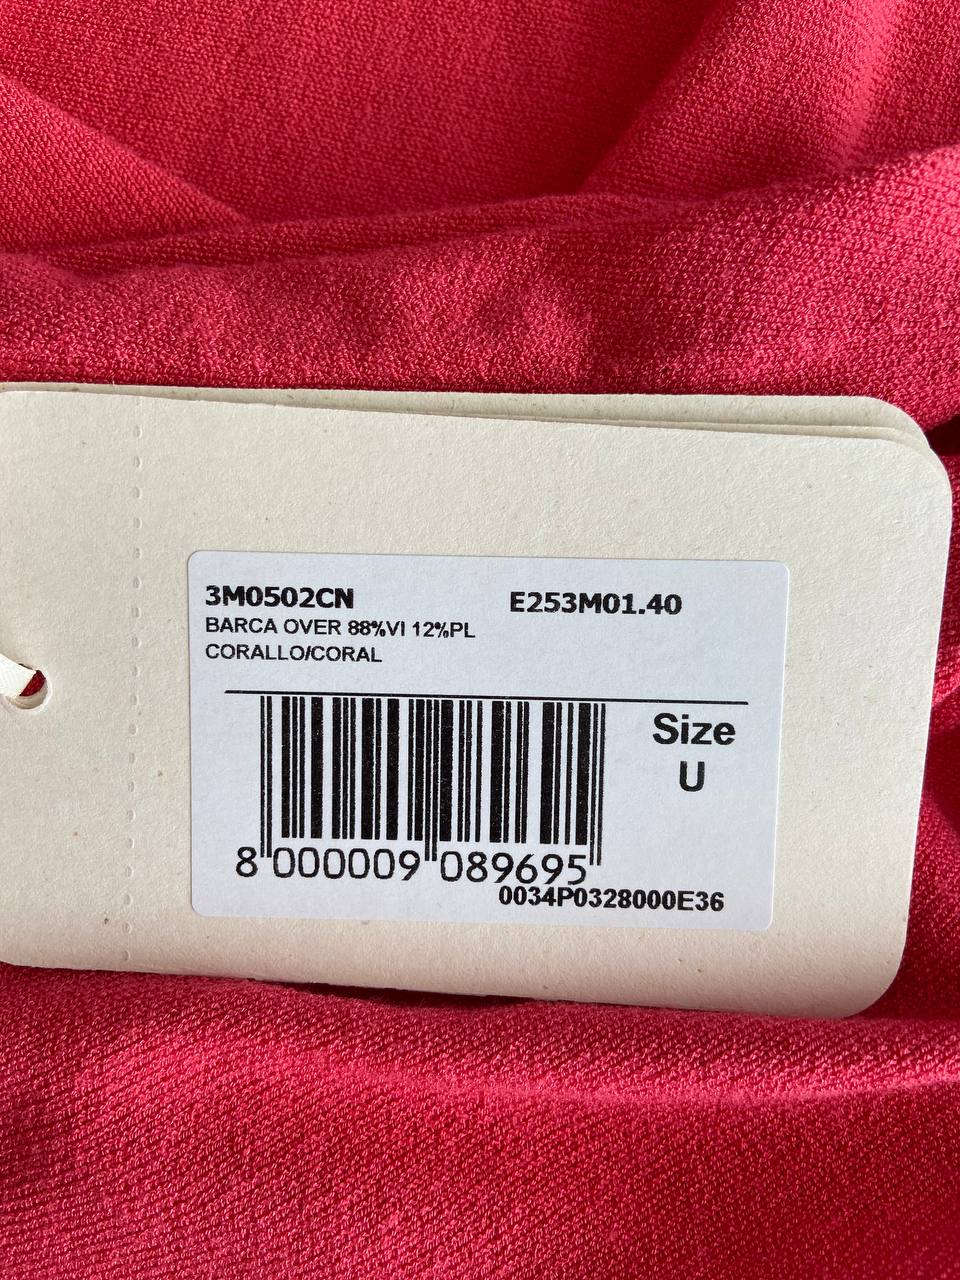 3M0502CN E253M01.40
BARCA OVER 88%VI 12%PL
CORALLO/CORAL
Size
U
8 000009 089695
0034P0328000E36